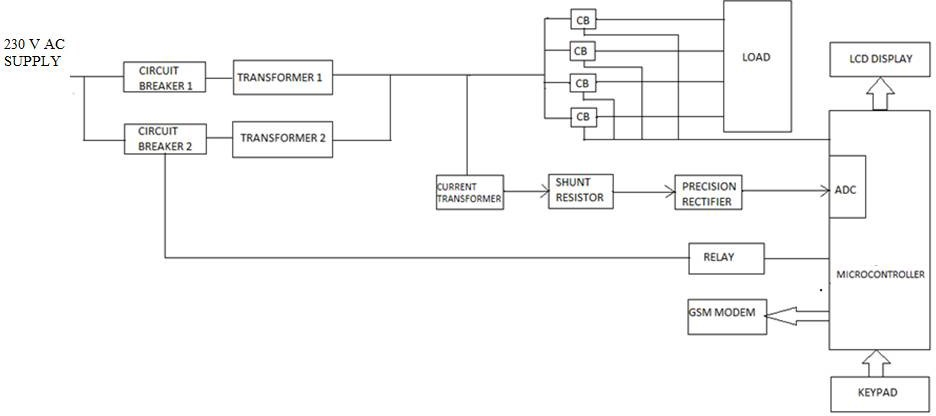 230 V AC
SUPPLY
CIRCUIT
BREAKER 1
TRANSFORMER 1
CIRCUIT
BREAKER 2
TRANSFORMER 2
CB
CB
CB
CB
LOAD
LCD DISPLAY
CURRENT
TRANSFORMER
SHUNT
RESISTOR
PRECISION
RECTIFIER
ADC
RELAY
MICROCONTROLLER
GSM MODEM
KEYPAD